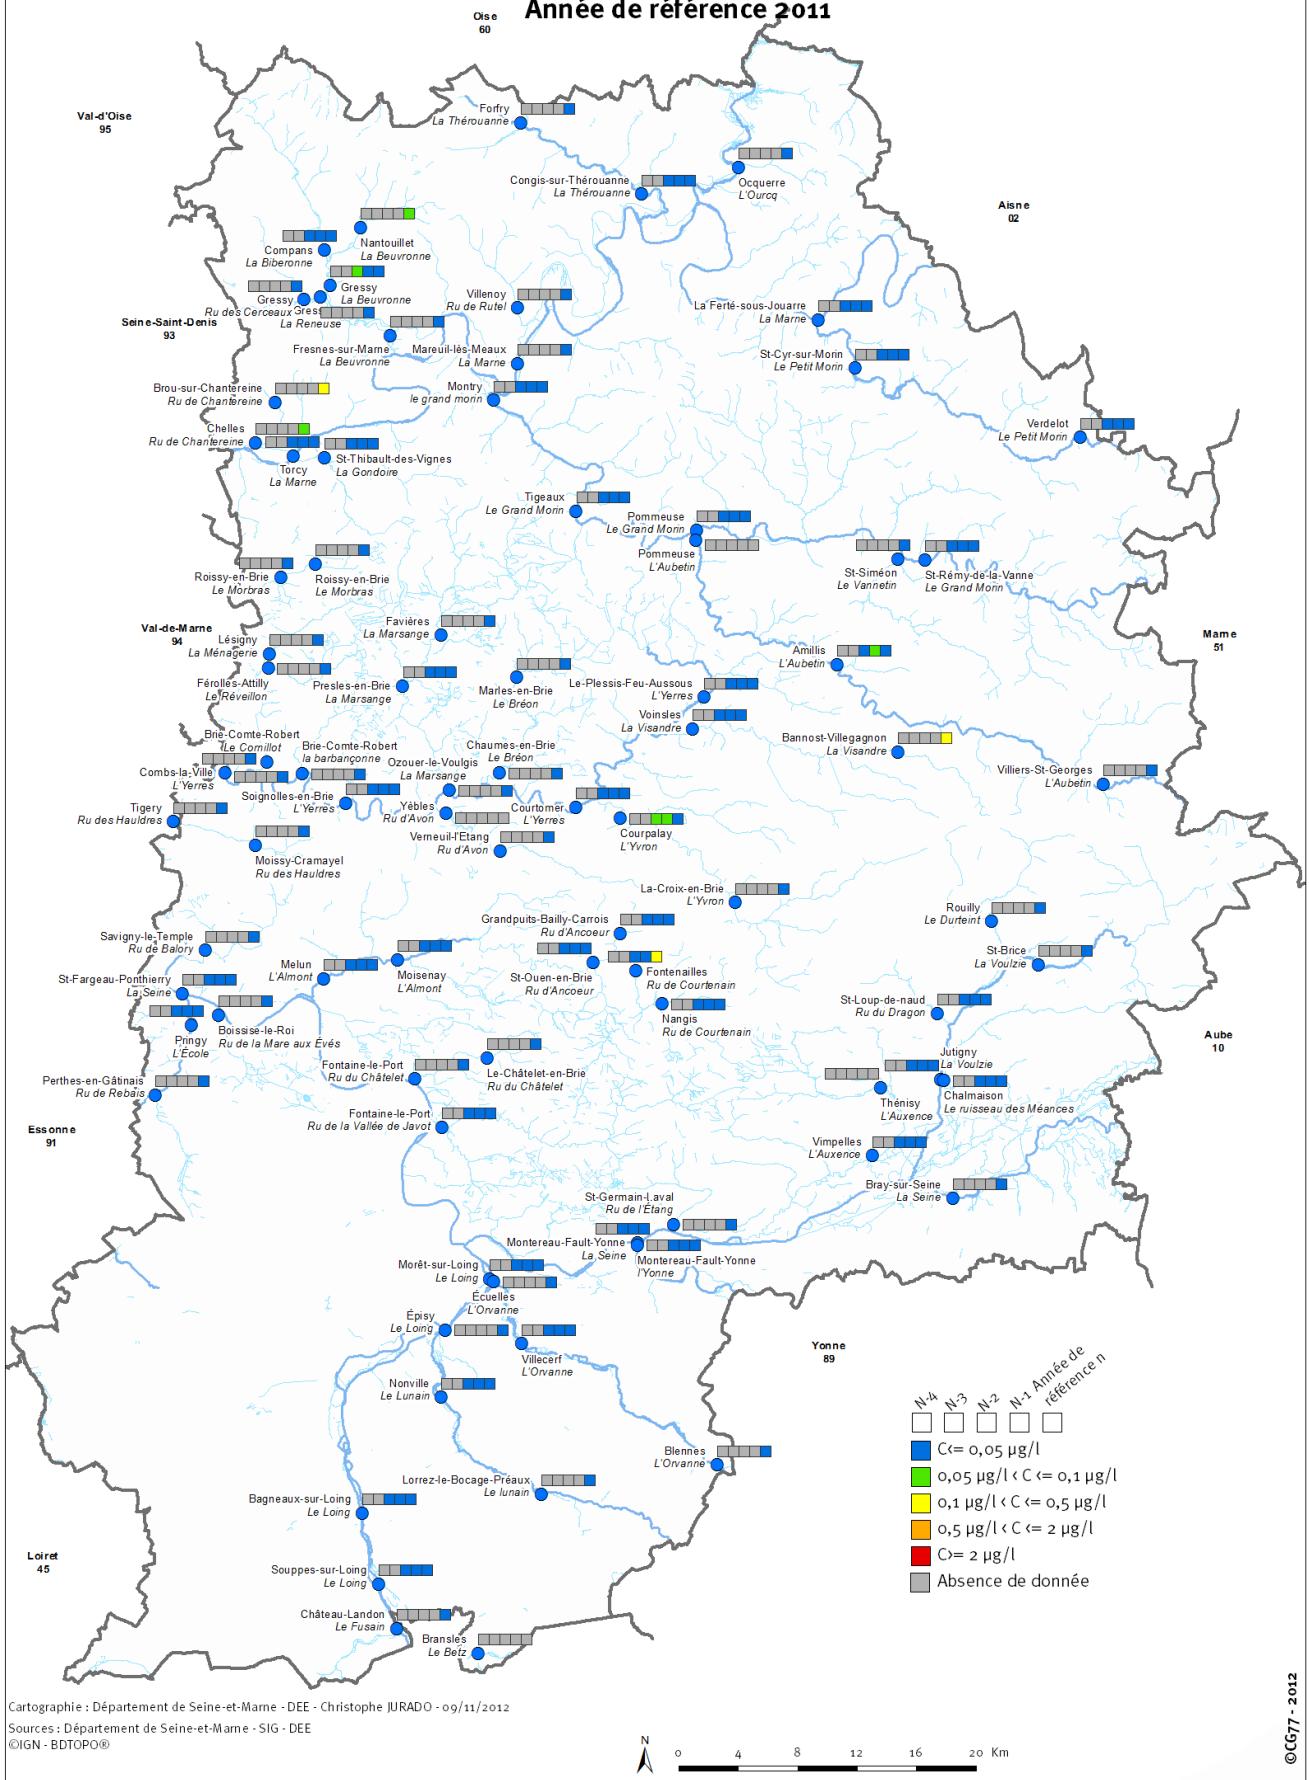 Année de référence 2011
Oise
60
Val-d'Oise
95
Forfry
La Thérouanne
Congis-sur-Thérouanne
La Thérouanne
Ocquerre
L'Ourcq
Aisne
02
Nantouillet
La Beuvronne
Compans
La Biberonne
Gressy
La Beuvronne
Gressy
Ru des Cerceaux
Gress
La Reneuse
Villenoy
Ru de Rutel
La Ferté-sous-Jouarre
La Marne
Seine-Saint-Denis
93
Fresnes-sur-Marne
La Beuvronne
Mareuil-lès-Meaux
La Marne
St-Cyr-sur-Morin
Le Petit Morin
Brou-sur-Chantereine
Ru de Chantereine
Montry
le grand morin
Verdelot
Le Petit Morin
Chelles
Ru de Chantereine
Torcy
La Marne
St-Thibault-des-Vignes
La Gondoire
Tigeaux
Le Grand Morin
Pommeuse
Le Grand Morin
Pommeuse
L'Aubetin
St-Siméon
Le Vannetin
St-Rémy-de-la-Vanne
Le Grand Morin
Roissy-en-Brie
Le Morbras
Roissy-en-Brie
Le Morbras
Val-de-Marne
94
Favières
La Marsange
Marne
51
Lésigny
La Ménagerie
Amillis
L'Aubetin
Férolles-Attilly
Le Réveillon
Presles-en-Brie
La Marsange
Marles-en-Brie
Le Bréon
Le-Plessis-Feu-Aussous
L'Yerres
Voinsles
La Visandre
Bannost-Villegagnon
La Visandre
Brie-Comte-Robert
Le Cornillot
Brie-Comte-Robert
la barbançonne
Chaumes-en-Brie
Le Bréon
Ozouer-le-Voulgis
La Marsange
Villiers-St-Georges
L'Aubetin
Combs-la-Ville
L'Yerres
Soignolles-en-Brie
L'Yerres
Yèbles
Ru d'Avon
Courtomer
L'Yerres
Tigery
Ru des Hauldres
Courpalay
L'Yvron
Verneuil-l'Etang
Ru d'Avon
Moissy-Cramayel
Ru des Hauldres
La-Croix-en-Brie
L'Yvron
Rouilly
Le Durteint
Grandpuits-Bailly-Carrois
Ru d'Ancoeur
Savigny-le-Temple
Ru de Balory
St-Brice
La Voulzie
Melun
L'Almont
Moisenay
L'Almont
St-Ouen-en-Brie
Ru d'Ancoeur
Fontenailles
Ru de Courtenain
St-Fargeau-Ponthierry
La Seine
Nangis
Ru de Courtenain
St-Loup-de-naud
Ru du Dragon
Boissise-le-Roi
Ru de la Mare aux Évés
Pringy
L'École
Aube
10
Jutigny
La Voulzie
Fontaine-le-Port
Ru du Châtelet
Le-Châtelet-en-Brie
Ru du Châtelet
Perthes-en-Gâtinais
Ru de Rebais
Thénisy
L'Auxence
Chalmaison
Le ruisseau des Méances
Fontaine-le-Port
Ru de la Vallée de Javot
Essonne
91
Vimpelles
L'Auxence
Bray-sur-Seine
La Seine
St-Germain-Laval
Ru de l'Étang
Montereau-Fault-Yonne
La Seine
Montereau-Fault-Yonne
l'Yonne
Morêt-sur-Loing
Le Loing
Écuelles
L'Orvanne
Épisy
Le Loing
Villecerf
L'Orvanne
Yonne
89
Nonville
Le Lunain
N-4
N-3
N-2
N-1
Année de
référence n
C<= 0,05 µg/l
0,05 µg/l < C <= 0,1 µg/l
0,1 µg/l < C <= 0,5 µg/l
0,5 µg/l < C <= 2 µg/l
C>= 2 µg/l
Absence de donnée
Blennes
L'Orvanne
Lorrez-le-Bocage-Préaux
Le lunain
Bagneaux-sur-Loing
Le Loing
Loiret
45
Souppes-sur-Loing
Le Loing
Château-Landon
Le Fusain
Bransles
Le Betz
Cartographie : Département de Seine-et-Marne - DEE - Christophe JURADO - 09/11/2012
Sources : Département de Seine-et-Marne - SIG - DEE
©IGN - BDTOPO®
N
0 4 8 12 16 20 Km
©CG77 - 2012